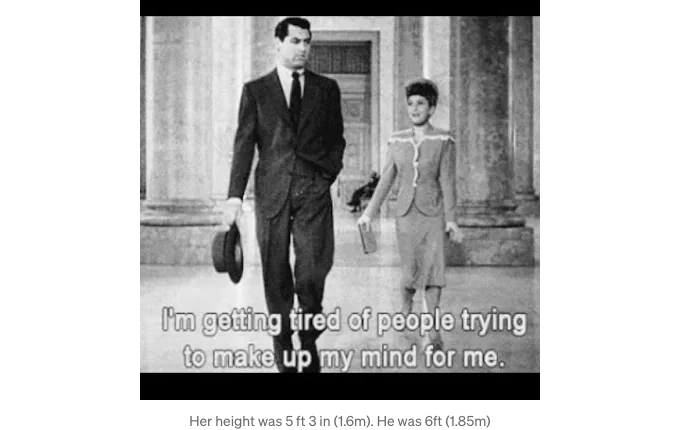 I'm getting tired of people trying
to make up my mind for me.
Her height was 5 ft 3 in (1.6m). He was 6ft (1.85m)